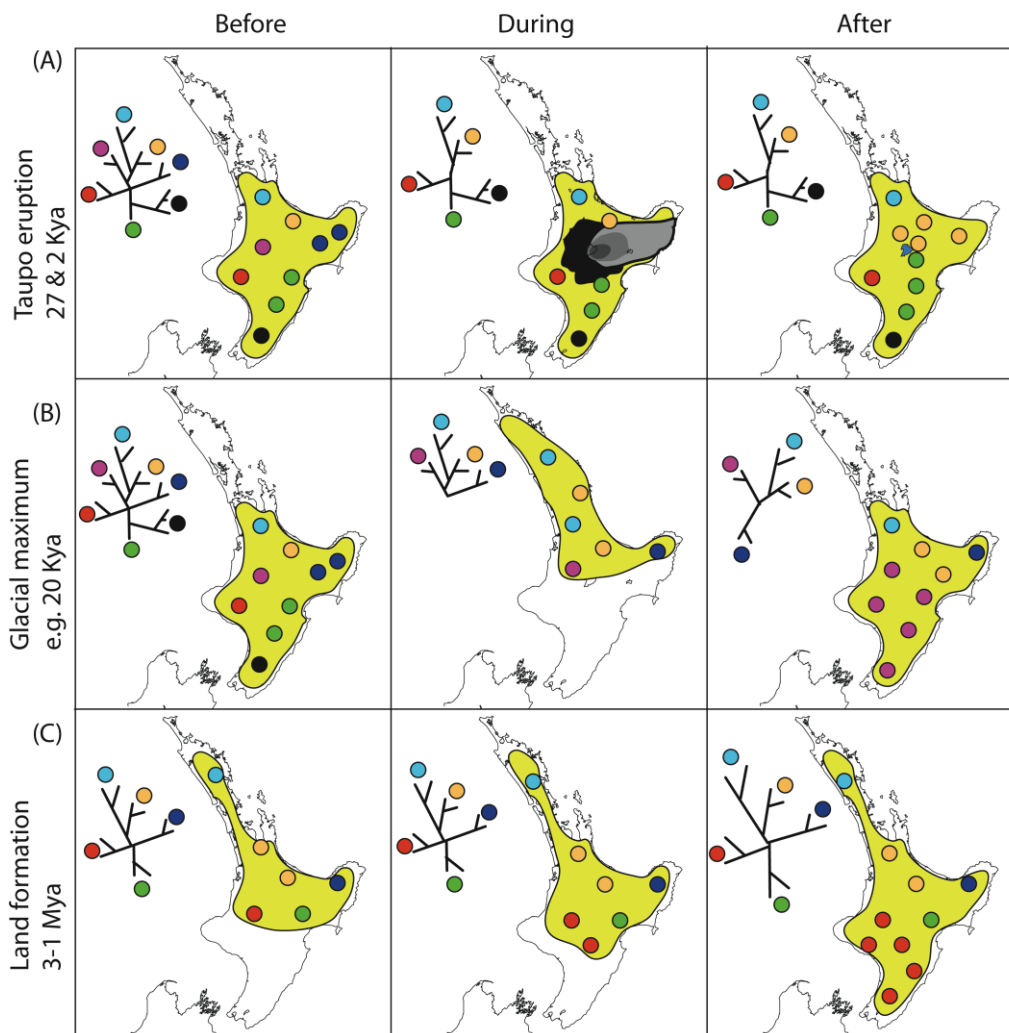 Before During After
(A)
Taupo eruption
27 & 2 Kya
(B)
Glacial maximum
e.g. 20 Kya
(C)
Land formation
3-1 Mya